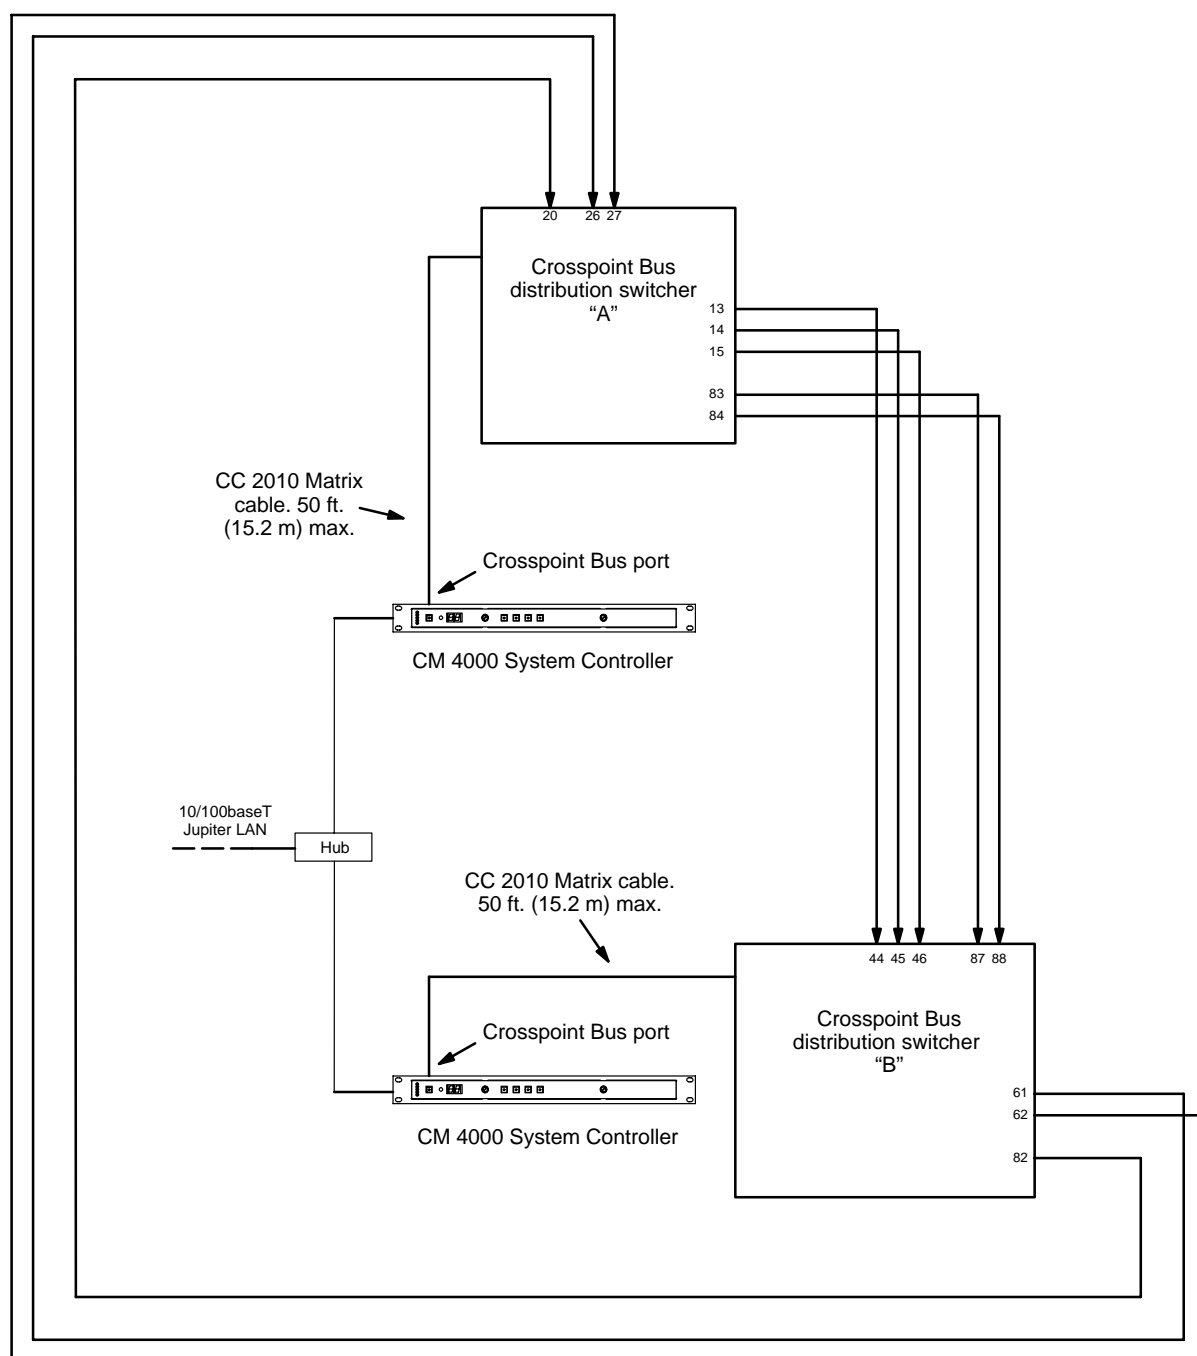 20 26 27
Crosspoint Bus
distribution switcher
“A”
13
14
15
83
84
CC 2010 Matrix
cable. 50 ft.
(15.2 m) max.
Crosspoint Bus port
CM 4000 System Controller
10/100baseT
Jupiter LAN
Hub
CC 2010 Matrix cable.
50 ft. (15.2 m) max.
44 45 46 87 88
Crosspoint Bus
distribution switcher
“B”
Crosspoint Bus port
61
62
82
CM 4000 System Controller